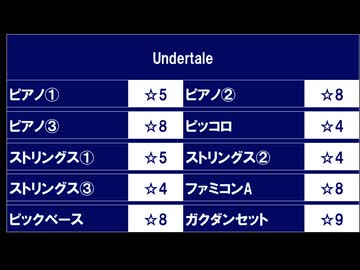 Undertale
ピアノ① ☆5 ピアノ② ☆8
ピアノ③ ☆8 ピッコロ ☆4
ストリングス① ☆5 ストリングス② ☆4
ストリングス③ ☆4 ファミコンA ☆8
ピックベース ☆8 ガクダンセット ☆9